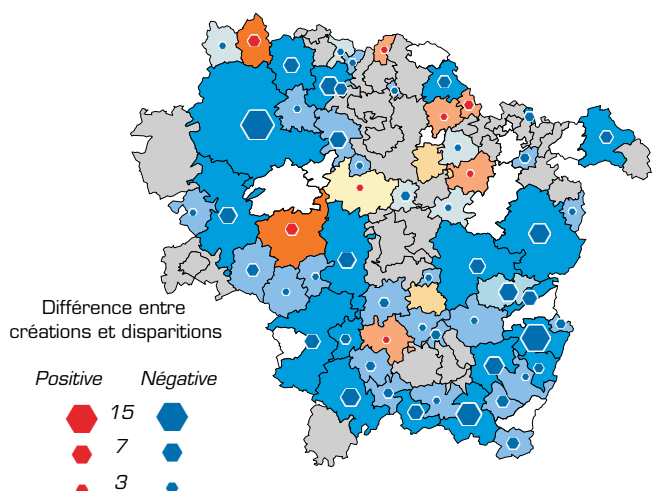 Différence entre
créations et disparitions
Positive Négative
15
7
3